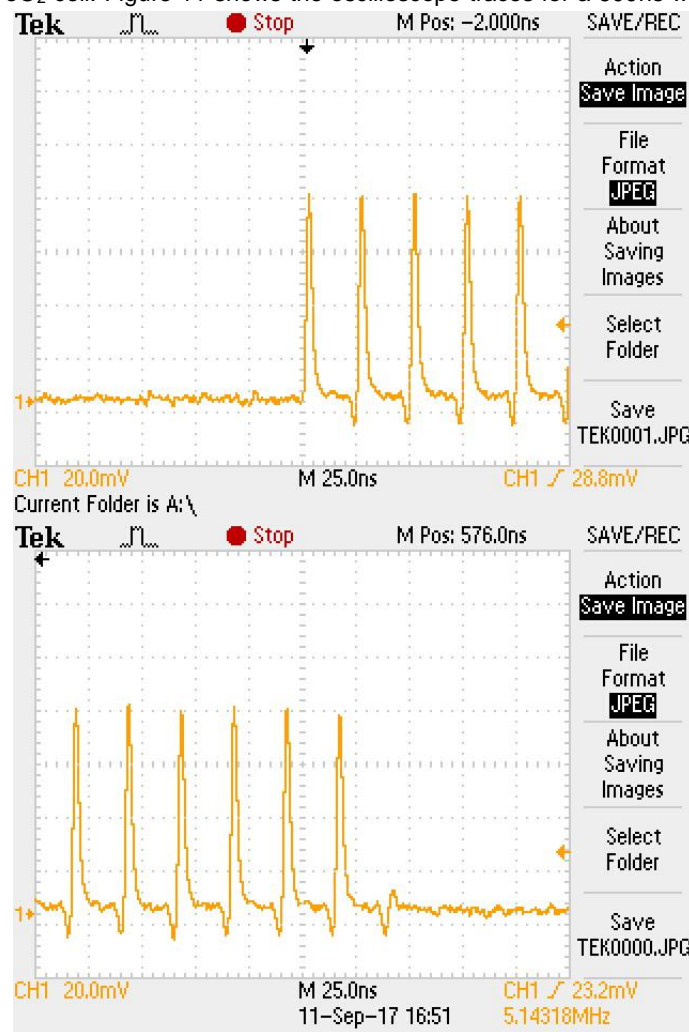 Tek Stop M Pos: -2.000ns SAVE/REC
Action
Save Image
File
Format
JPEG
About
Saving
Images
Select
Folder
1
Save
TEK0001.JPG
CH1 20.0mV M 25.0ns CH1 28.8mV
Current Folder is A:\
Tek Stop M Pos: 576.0ns SAVE/REC
Action
Save Image
File
Format
JPEG
About
Saving
Images
Select
Folder
1
Save
TEK0000.JPG
CH1 20.0mV M 25.0ns CH1 23.2mV
11-Sep-17 16:51 5.14318MHz